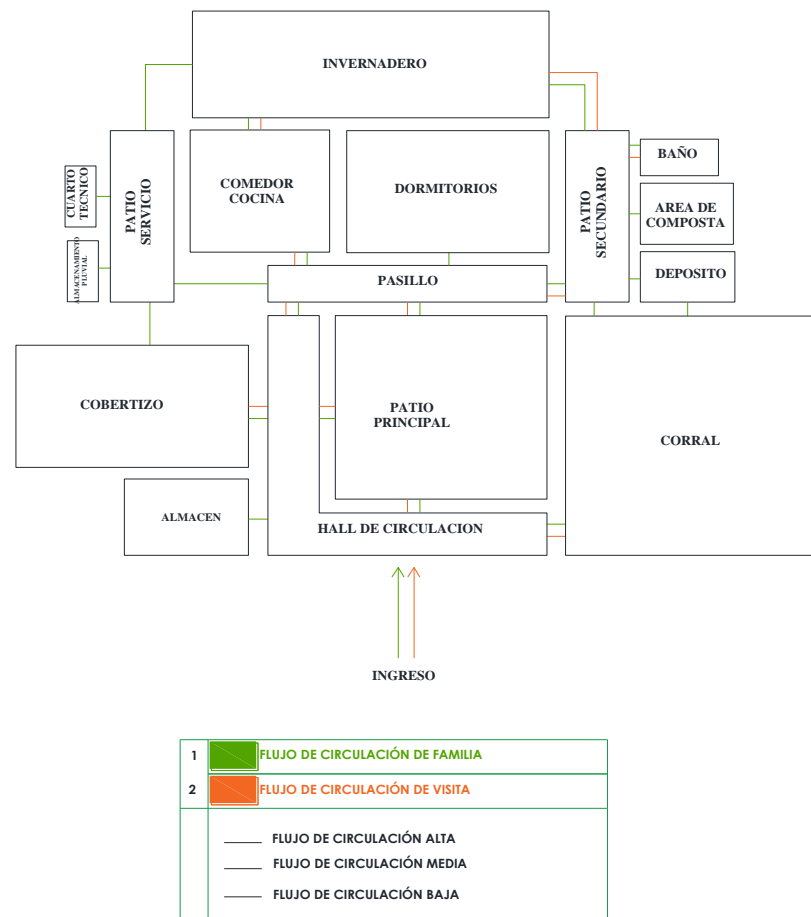 INVERNADERO
COMEDOR
COCINA
DORMITORIOS
BAÑO
CUARTO
TECNICO
PATIO
SERVICIO
PATIO
SECUNDARIO
AREA DE
COMPOSTA
ALMACENAMIENTO
PLUVIAL
PASILLO
DEPOSITO
COBERTIZO
PATIO
PRINCIPAL
CORRAL
ALMACEN
HALL DE CIRCULACION
INGRESO
1 FLUJO DE CIRCULACIÓN DE FAMILIA
2 FLUJO DE CIRCULACIÓN DE VISITA
FLUJO DE CIRCULACIÓN ALTA
FLUJO DE CIRCULACIÓN MEDIA
FLUJO DE CIRCULACIÓN BAJA